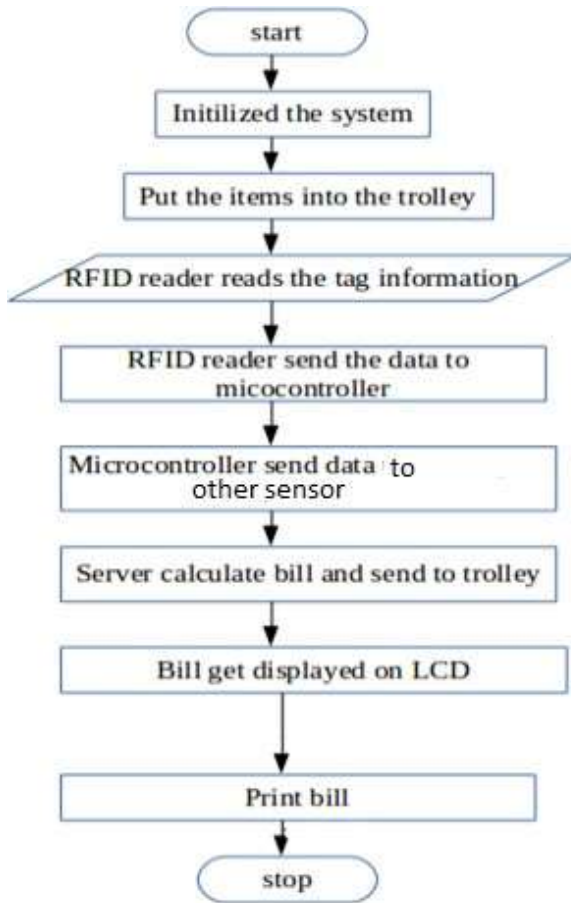 start
Initilized the system
Put the items into the trolley
RFID reader reads the tag information
RFID reader send the data to
micocontroller
Microcontroller send data to
other sensor
Server calculate bill and send to trolley
Bill get displayed on LCD
Print bill
stop